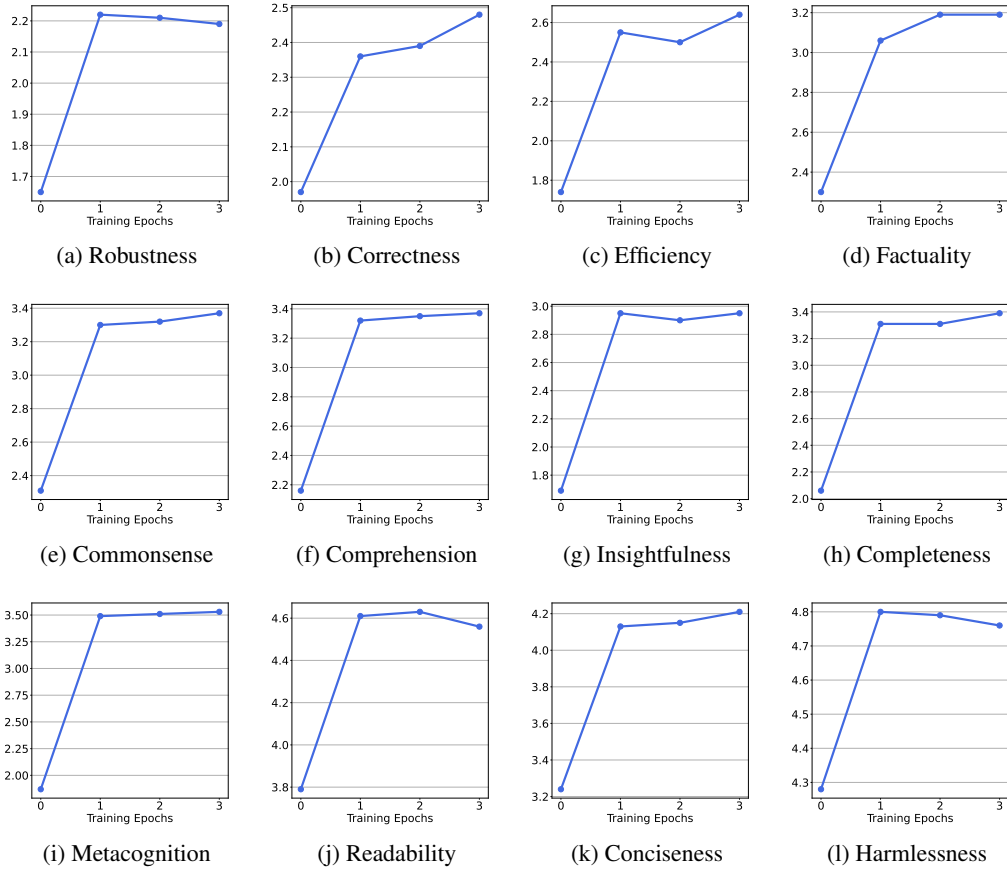 2.2
2.1
2.0
1.9
1.8
1.7
0 1 2 3
Training Epochs
(a) Robustness
2.5
2.4
2.3
2.2
2.1
2.0
0 1 2 3
Training Epochs
(b) Correctness
2.6
2.4
2.2
2.0
1.8
0 1 2 3
Training Epochs
(c) Efficiency
3.2
3.0
2.8
2.6
2.4
0 1 2 3
Training Epochs
(d) Factuality
3.4
3.2
3.0
2.8
2.6
2.4
0 1 2 3
Training Epochs
(e) Commonsense
3.4
3.2
3.0
2.8
2.6
2.4
2.2
0 1 2 3
Training Epochs
(f) Comprehension
3.0
2.8
2.6
2.4
2.2
2.0
1.8
0 1 2 3
Training Epochs
(g) Insightfulness
3.4
3.2
3.0
2.8
2.6
2.4
2.2
2.0
0 1 2 3
Training Epochs
(h) Completeness
3.50
3.25
3.00
2.75
2.50
2.25
2.00
0 1 2 3
Training Epochs
(i) Metacognition
4.6
4.4
4.2
4.0
3.8
0 1 2 3
Training Epochs
(j) Readability
4.2
4.0
3.8
3.6
3.4
3.2
0 1 2 3
Training Epochs
(k) Conciseness
4.8
4.7
4.6
4.5
4.4
4.3
0 1 2 3
Training Epochs
(l) Harmlessness